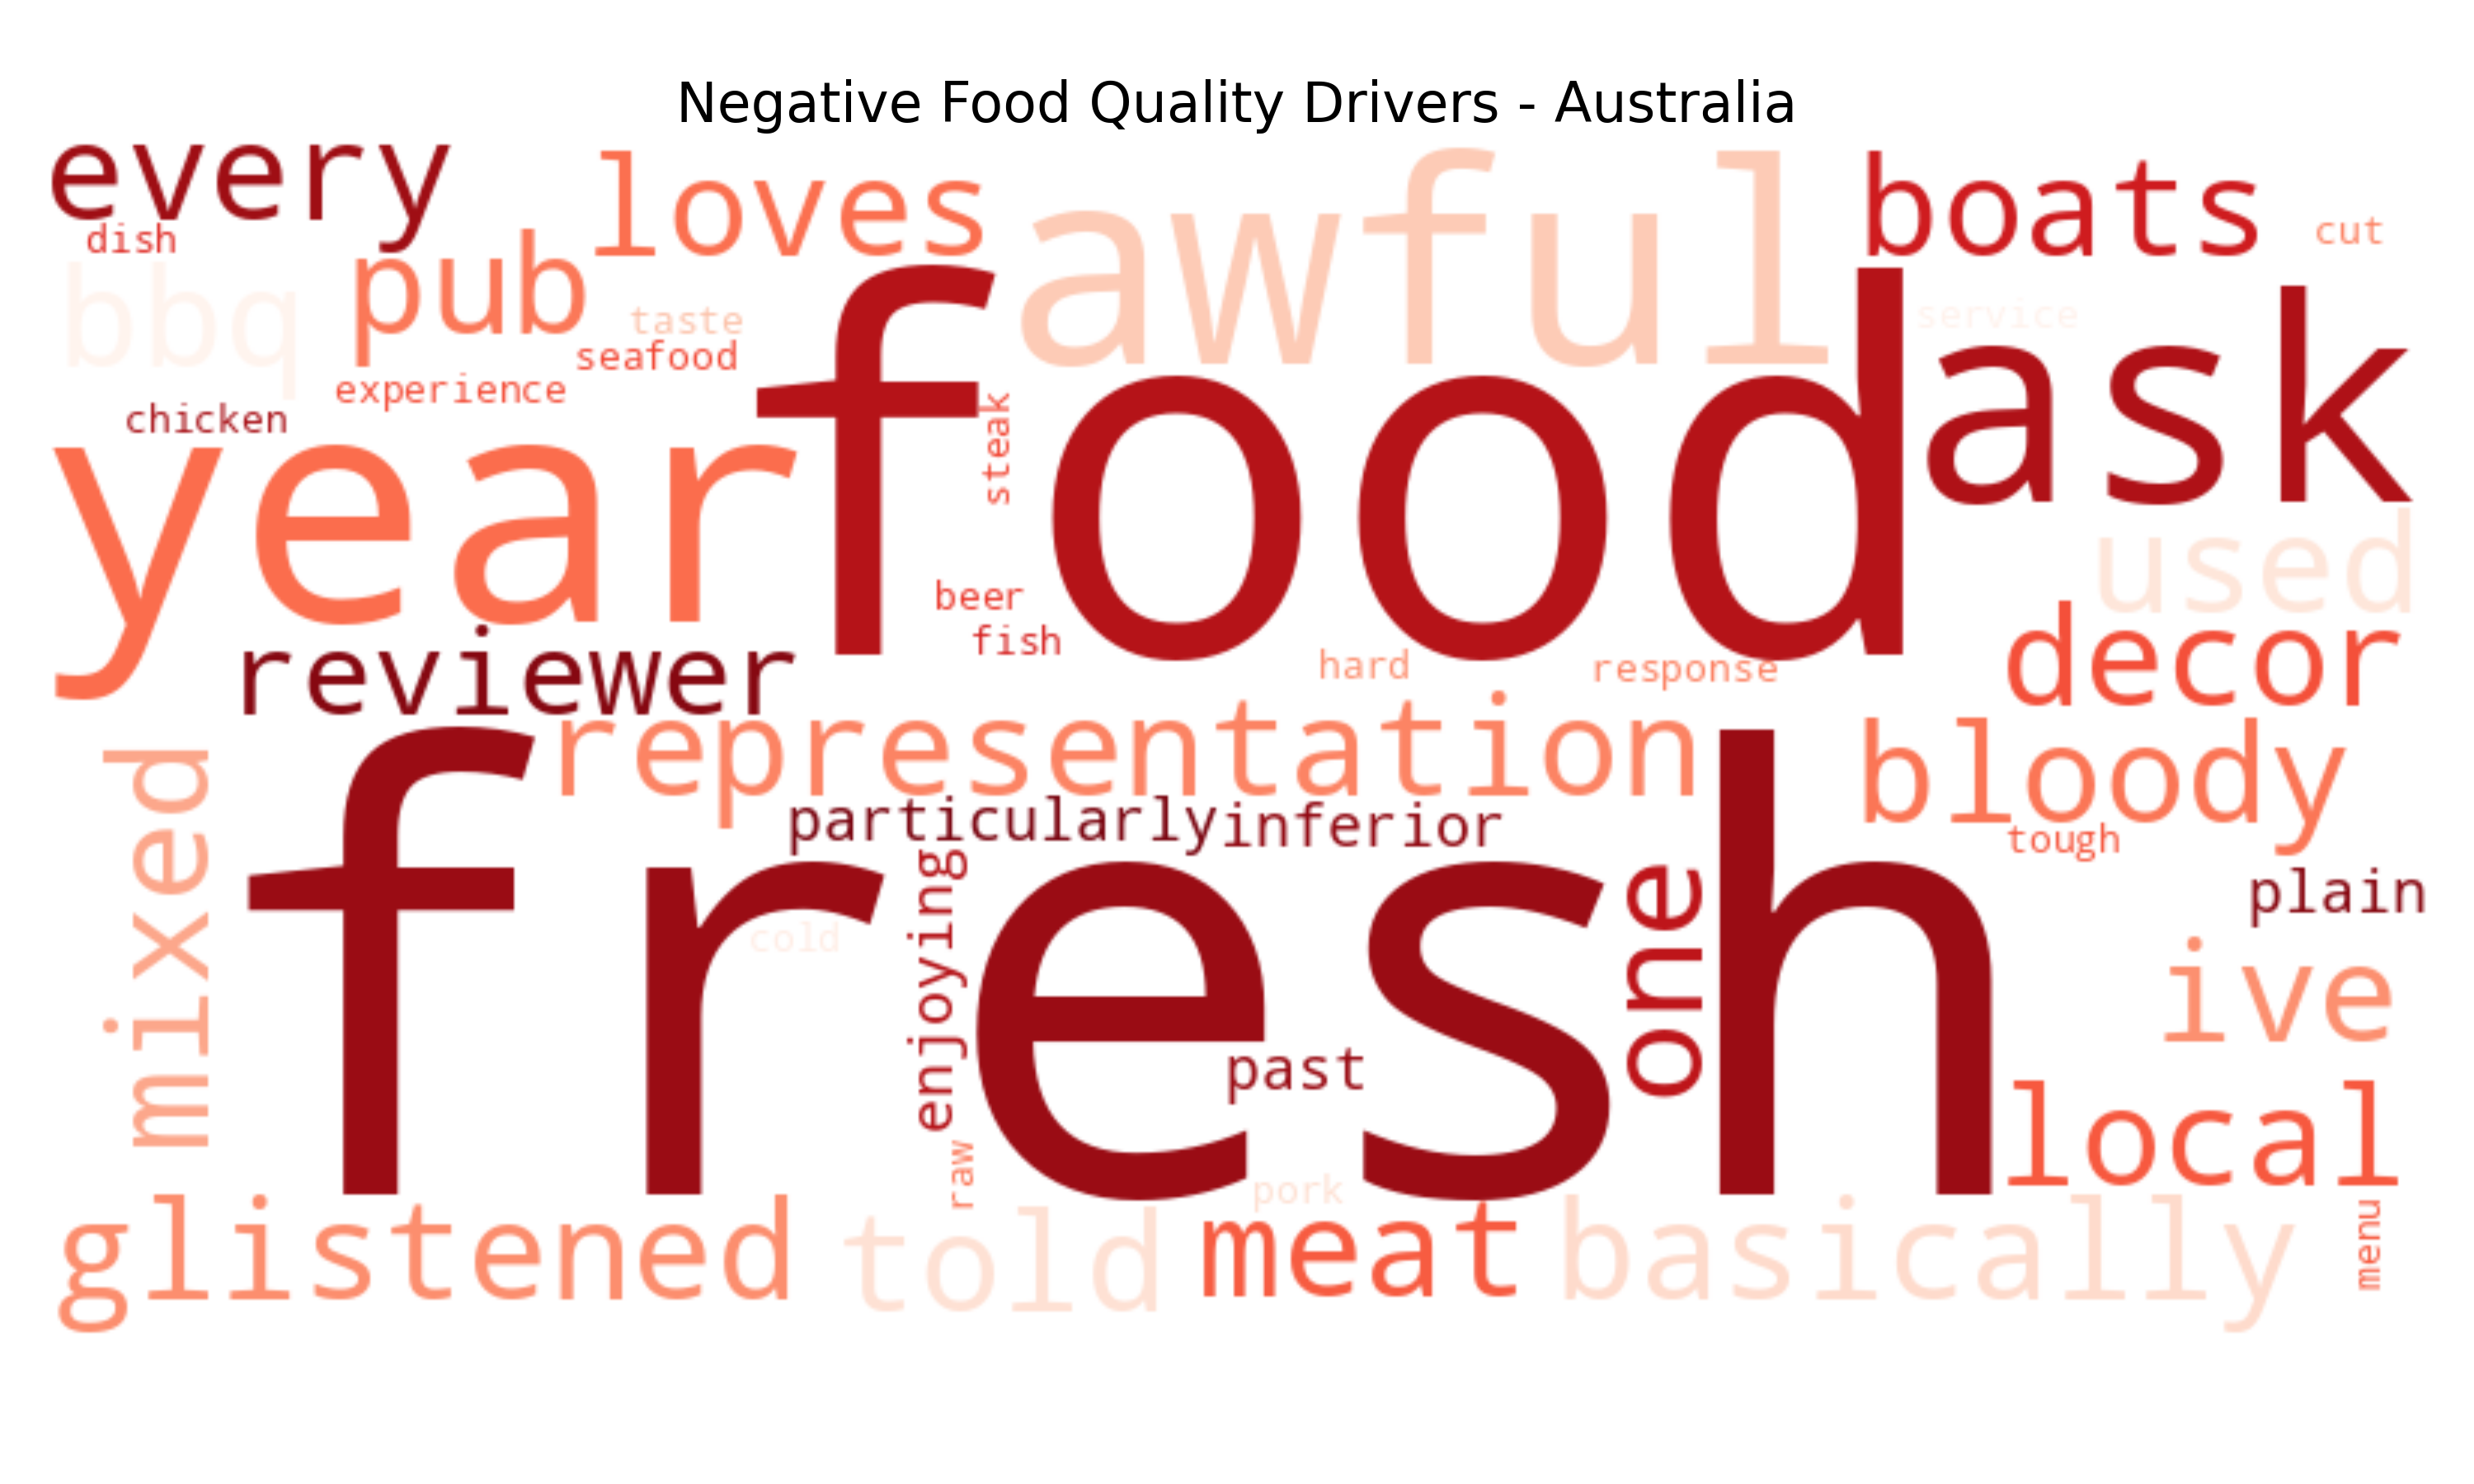 Negative Food Quality Drivers - Australia
every
loves
awful
boats
cut
dish
pub
bbq
taste
service
seafood
experience
chicken
food
ask
year
steak
used
beer
fish
hard
response
decor
reviewer
representation
bloody
mixed
particularly
inferior
tough
plain
fresh
enjoying
one
cold
ive
past
local
raw
pork
glistened
told
meat
basically
menu